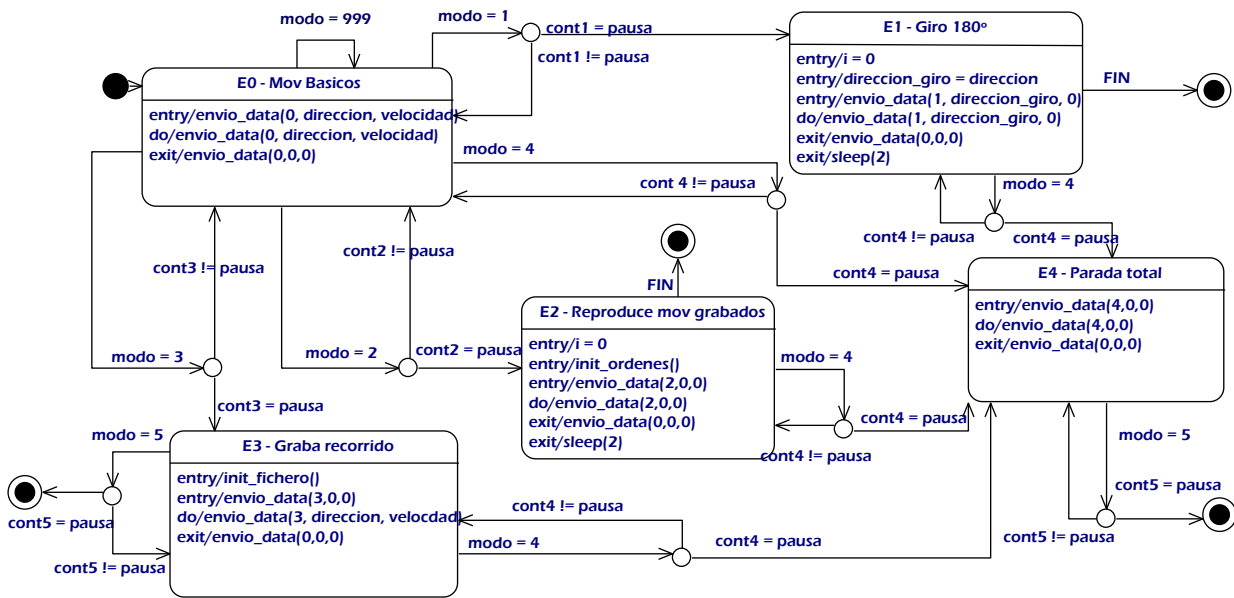 modo = 999
modo = 1
cont1 = pausa
cont1 != pausa
E0 - Mov Basicos
entry/envio_data(0, direccion, velocidad)
do/envio_data(0, direccion, velocidad)
exit/envio_data(0,0,0)
E1 - Giro 180º
entry/i = 0
entry/direccion_giro = direccion
entry/envio_data(1, direccion_giro, 0)
do/envio_data(1, direccion_giro, 0)
exit/envio_data(0,0,0)
exit/sleep(2)
FIN
modo = 4
cont 4 != pausa
modo = 4
cont4 != pausa
cont4 = pausa
cont3 != pausa
cont2 != pausa
cont4 = pausa
FIN
E4 - Parada total
entry/envio_data(4,0,0)
do/envio_data(4,0,0)
exit/envio_data(0,0,0)
E2 - Reproduce mov grabados
entry/i = 0
entry/init_ordenes()
entry/envio_data(2,0,0)
do/envio_data(2,0,0)
exit/envio_data(0,0,0)
exit/sleep(2)
modo = 3
modo = 2
cont2 = pausa
modo = 4
cont3 = pausa
cont4 = pausa
cont4 != pausa
modo = 5
E3 - Graba recorrido
entry/init_fichero()
entry/envio_data(3,0,0)
do/envio_data(3, direccion, velocdad)
exit/envio_data(0,0,0)
modo = 5
cont5 = pausa
cont5 != pausa
cont4 != pausa
modo = 4
cont4 = pausa
cont5 = pausa
cont5 != pausa